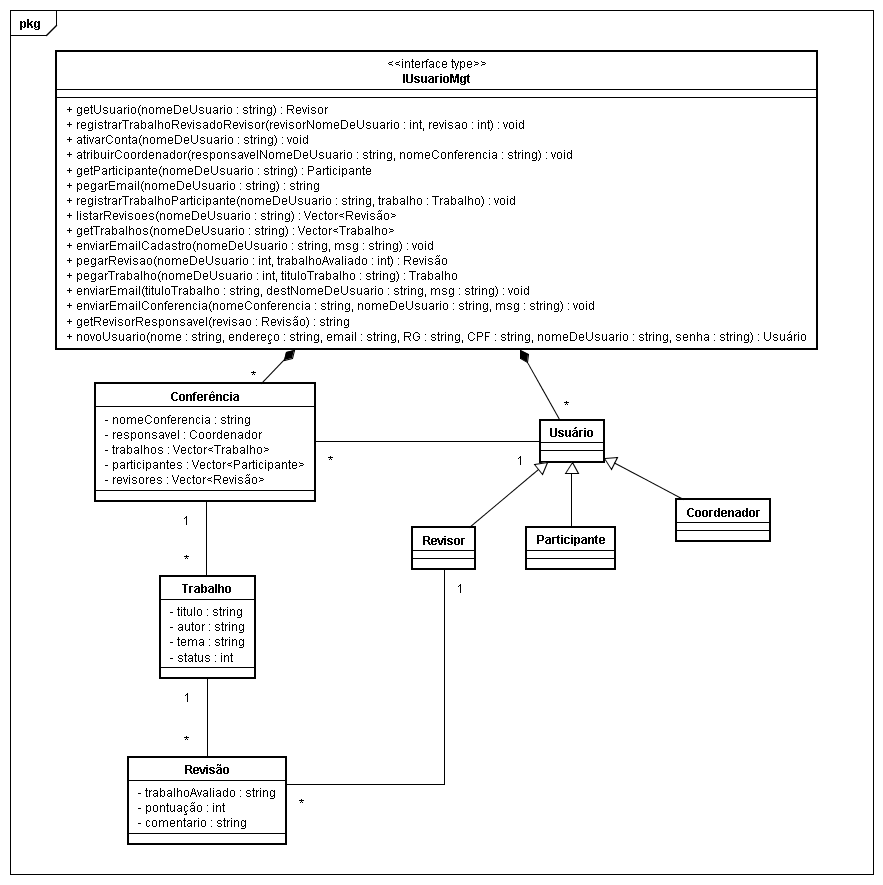 pkg
<<interface type>>
IUsuarioMgt
+ getUsuario(nomeDeUsuario : string) : Revisor
+ registrarTrabalhoRevisadoRevisor(revisorNomeDeUsuario : int, revisao : int) : void
+ ativarConta(nomeDeUsuario : string) : void
+ atribuirCoordenador(responsavelNomeDeUsuario : string, nomeConferencia : string) : void
+ getParticipante(nomeDeUsuario : string) : Participante
+ pegarEmail(nomeDeUsuario : string) : string
+ registrarTrabalhoParticipante(nomeDeUsuario : string, trabalho : Trabalho) : void
+ listarRevisoes(nomeDeUsuario : string) : Vector<Revisão>
+ getTrabalhos(nomeDeUsuario : string) : Vector<Trabalho>
+ enviarEmailCadastro(nomeDeUsuario : string, msg : string) : void
+ pegarRevisao(nomeDeUsuario : int, trabalhoAvaliado : int) : Revisão
+ pegarTrabalho(nomeDeUsuario : int, tituloTrabalho : string) : Trabalho
+ enviarEmail(tituloTrabalho : string, destNomeDeUsuario : string, msg : string) : void
+ enviarEmailConferencia(nomeConferencia : string, nomeDeUsuario : string, msg : string) : void
+ getRevisorResponsavel(revisao : Revisão) : string
+ novoUsuario(nome : string, endereço : string, email : string, RG : string, CPF : string, nomeDeUsuario : string, senha : string) : Usuário
*
*
Conferência
- nomeConferencia : string
- responsavel : Coordenador
- trabalhos : Vector<Trabalho>
- participantes : Vector<Participante>
- revisores : Vector<Revisão>
Usuário
*
1
Revisor
Participante
Coordenador
1
*
1
Trabalho
- titulo : string
- autor : string
- tema : string
- status : int
1
*
Revisão
- trabalhoAvaliado : string
- pontuação : int
- comentario : string
*